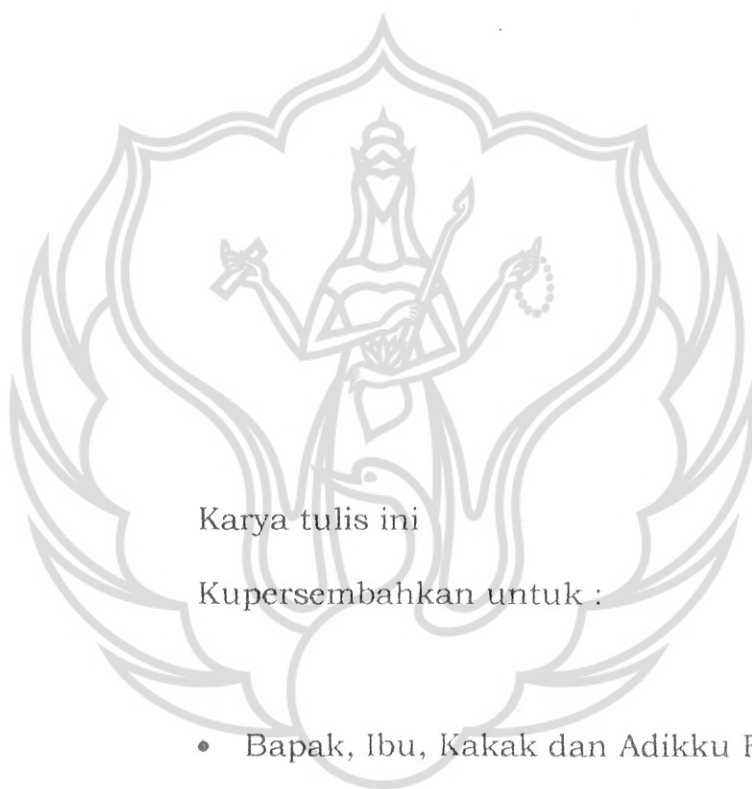 Karya tulis ini
Kupersembahkan untuk :
• Bapak, Ibu, Kakak dan Adikku